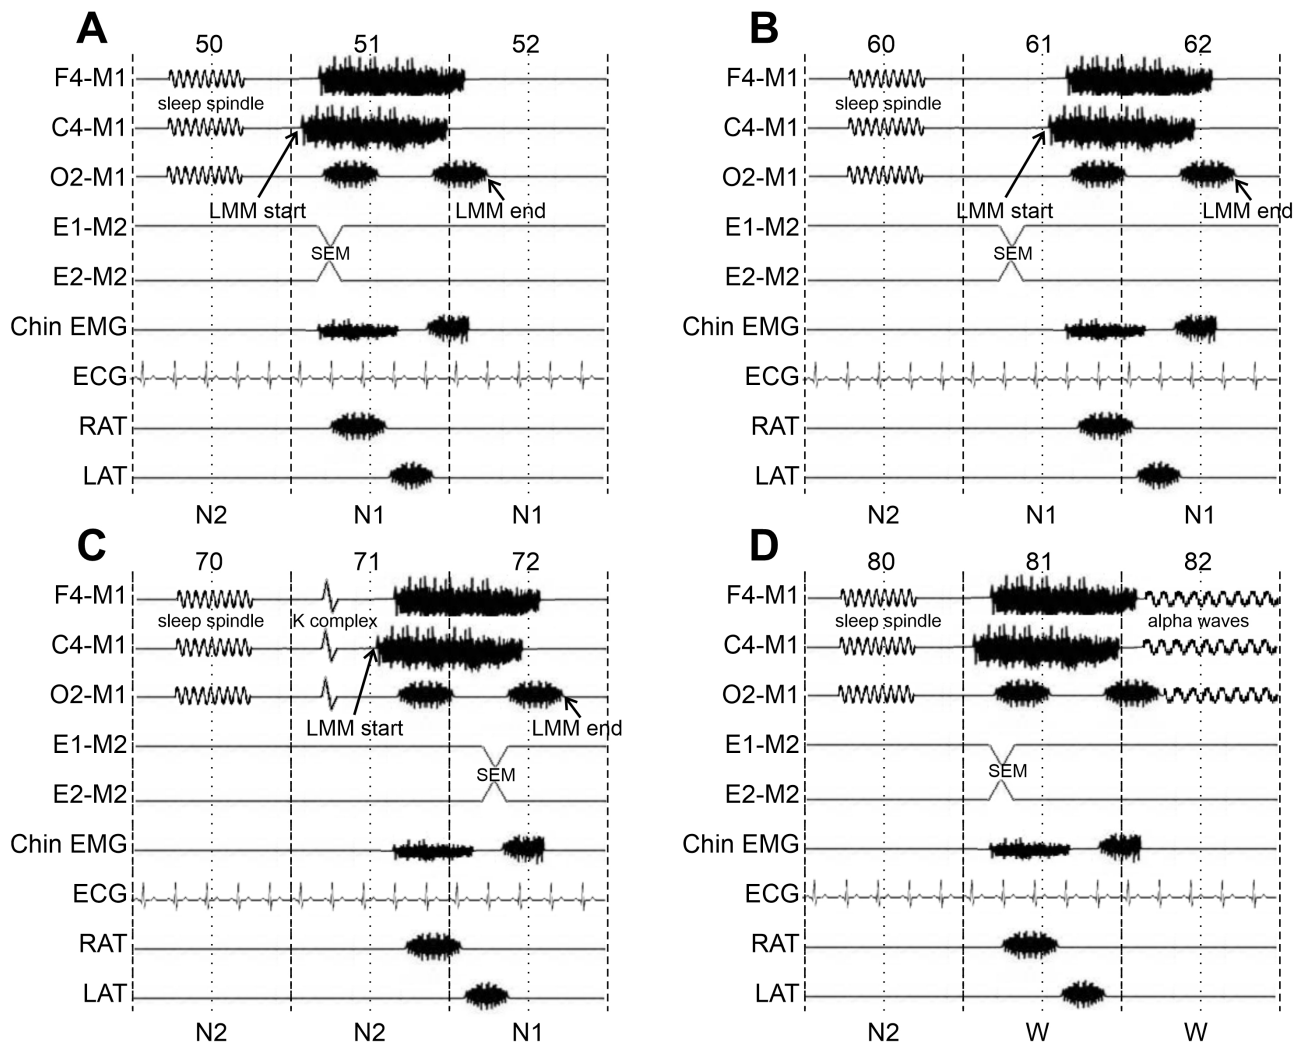 A
50 51 52
F4-M1
sleep spindle
C4-M1
O2-M1
LMM start LMM end
E1-M2
SEM
E2-M2
Chin EMG
ECG
RAT
LAT
N2 N1 N1
B
60 61 62
F4-M1
sleep spindle
C4-M1
O2-M1
LMM start LMM end
E1-M2
SEM
E2-M2
Chin EMG
ECG
RAT
LAT
N2 N1 N1
C
70 71 72
F4-M1
sleep spindle K complex
C4-M1
O2-M1
LMM start LMM end
E1-M2
SEM
E2-M2
Chin EMG
ECG
RAT
LAT
N2 N2 N1
D
80 81 82
F4-M1
sleep spindle alpha waves
C4-M1
O2-M1
E1-M2
SEM
E2-M2
Chin EMG
ECG
RAT
LAT
N2 W W